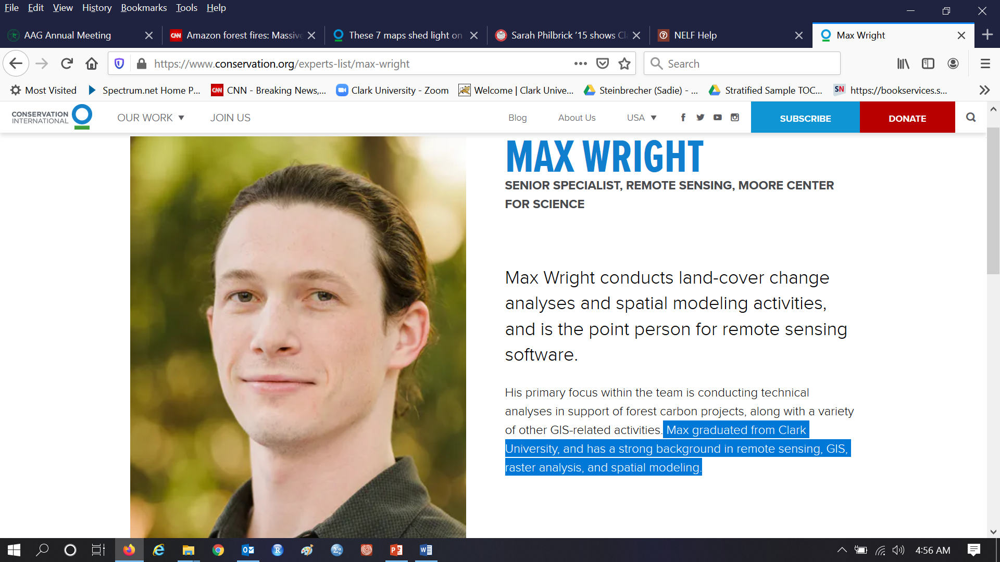 File Edit View History Bookmarks Tools Help
AAG Annual Meeting
CNN Amazon forest fires: Massive
These 7 maps shed light on
Sarah Philbrick '15 shows Cla
NELF Help
Max Wright
https://www.conservation.org/experts-list/max-wright
Search
Most Visited
Spectrum.net Home P...
CNN CNN - Breaking News,...
Clark University - Zoom
Welcome | Clark Unive...
Steinbrecher (Sadie) - ...
Stratified Sample TOC...
SN https://bookservices.s...
CONSERVATION
INTERNATIONAL
OUR WORK
JOIN US
Blog
About Us
USA
SUBSCRIBE
DONATE
MAX WRIGHT
SENIOR SPECIALIST, REMOTE SENSING, MOORE CENTER
FOR SCIENCE
Max Wright conducts land-cover change
analyses and spatial modeling activities,
and is the point person for remote sensing
software.
His primary focus within the team is conducting technical
analyses in support of forest carbon projects, along with a variety
of other GIS-related activities. Max graduated from Clark
University, and has a strong background in remote sensing, GIS,
raster analysis, and spatial modeling.
4:56 AM